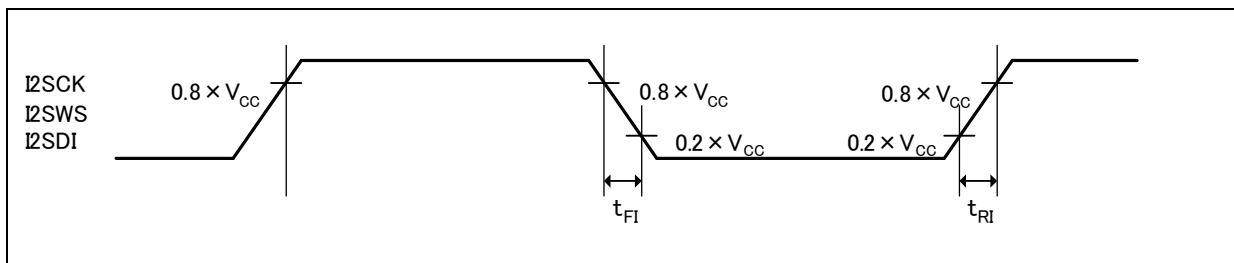 I2SCK
I2SWS
I2SDI
0.8 × VCC
0.8 × VCC
0.2 × VCC
0.8 × VCC
0.2 × VCC
tFI
tRI